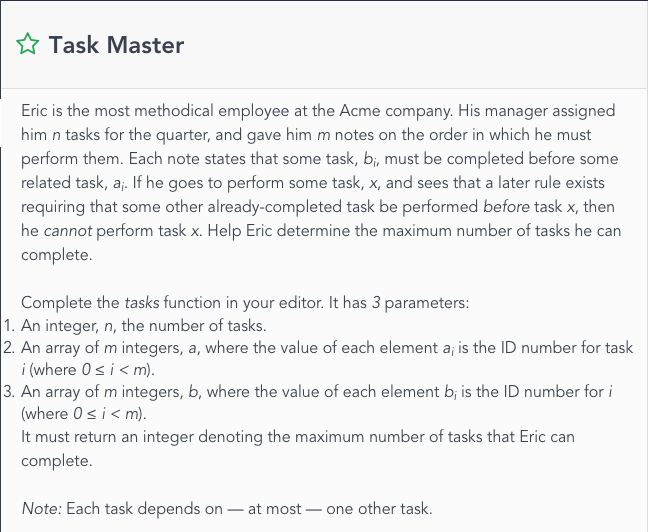 Task Master
Eric is the most methodical employee at the Acme company. His manager assigned
him n tasks for the quarter, and gave him m notes on the order in which he must
perform them. Each note states that some task, bᵢ, must be completed before some
related task, aᵢ. If he goes to perform some task, x, and sees that a later rule exists
requiring that some other already-completed task be performed before task x, then
he cannot perform task x. Help Eric determine the maximum number of tasks he can
complete.
Complete the tasks function in your editor. It has 3 parameters:
1. An integer, n, the number of tasks.
2. An array of m integers, a, where the value of each element aᵢ is the ID number for task
i (where 0 ≤ i < m).
3. An array of m integers, b, where the value of each element bᵢ is the ID number for i
(where 0 ≤ i < m).
It must return an integer denoting the maximum number of tasks that Eric can
complete.
Note: Each task depends on — at most — one other task.